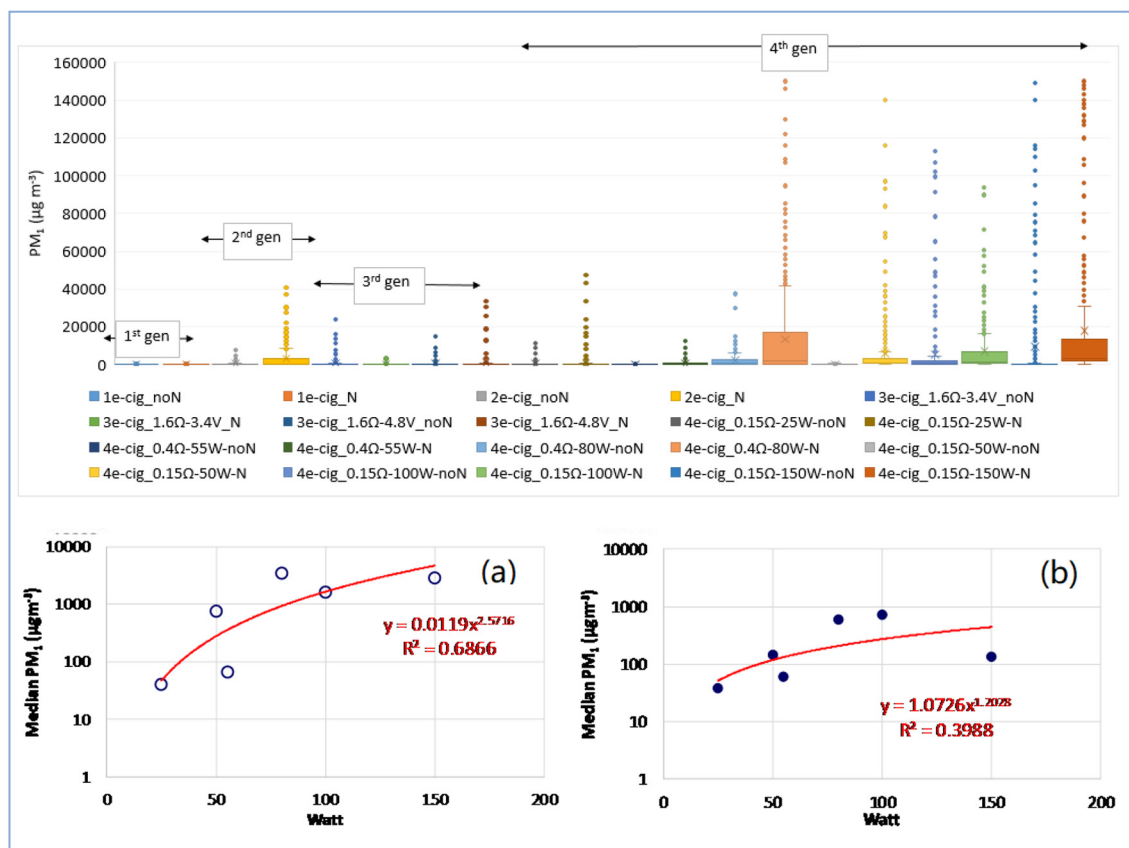 4th gen
160000
140000
120000
100000
80000
60000
40000
20000
0
PM1 (µg m-3)
2nd gen
3rd gen
1st gen
1e-cig_noN 1e-cig_N 2e-cig_noN 2e-cig_N 3e-cig_1.6Ω-3.4V_noN
3e-cig_1.6Ω-3.4V_N 3e-cig_1.6Ω-4.8V_noN 3e-cig_1.6Ω-4.8V_N 4e-cig_0.15Ω-25W-noN 4e-cig_0.15Ω-25W-N
4e-cig_0.4Ω-55W-noN 4e-cig_0.4Ω-55W-N 4e-cig_0.4Ω-80W-noN 4e-cig_0.4Ω-80W-N 4e-cig_0.15Ω-50W-noN
4e-cig_0.15Ω-50W-N 4e-cig_0.15Ω-100W-noN 4e-cig_0.15Ω-100W-N 4e-cig_0.15Ω-150W-noN 4e-cig_0.15Ω-150W-N
(a)
10000
1000
100
10
1
Median PM1 (µgm-3)
y = 0.0119x2.5716
R² = 0.6866
0 50 100 150 200
Watt
(b)
10000
1000
100
10
1
Median PM1 (µgm-3)
y = 1.0726x1.2028
R² = 0.3988
0 50 100 150 200
Watt